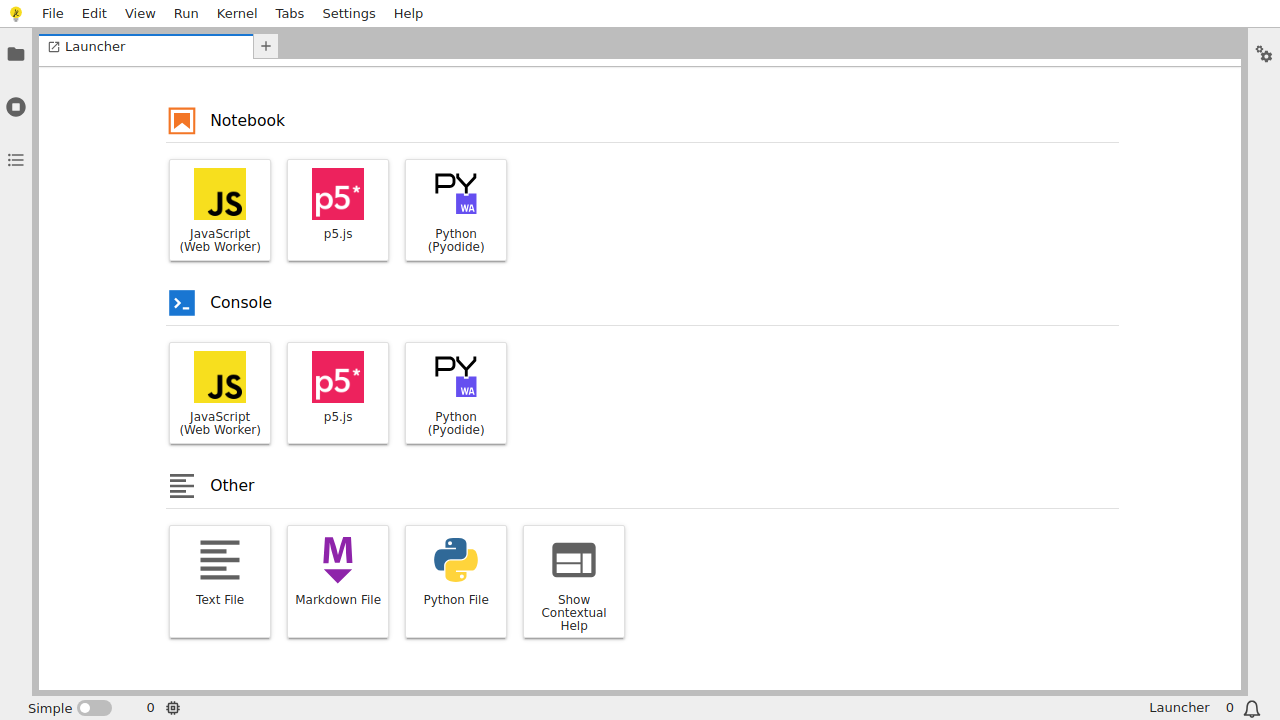 File Edit View Run Kernel Tabs Settings Help
Launcher
Notebook
JS
JavaScript
(Web Worker)
p5*
p5.js
PY
WA
Python
(Pyodide)
Console
JS
JavaScript
(Web Worker)
p5*
p5.js
PY
WA
Python
(Pyodide)
Other
Text File
M
Markdown File
Python File
Show
Contextual
Help
Simple 0 Launcher 0